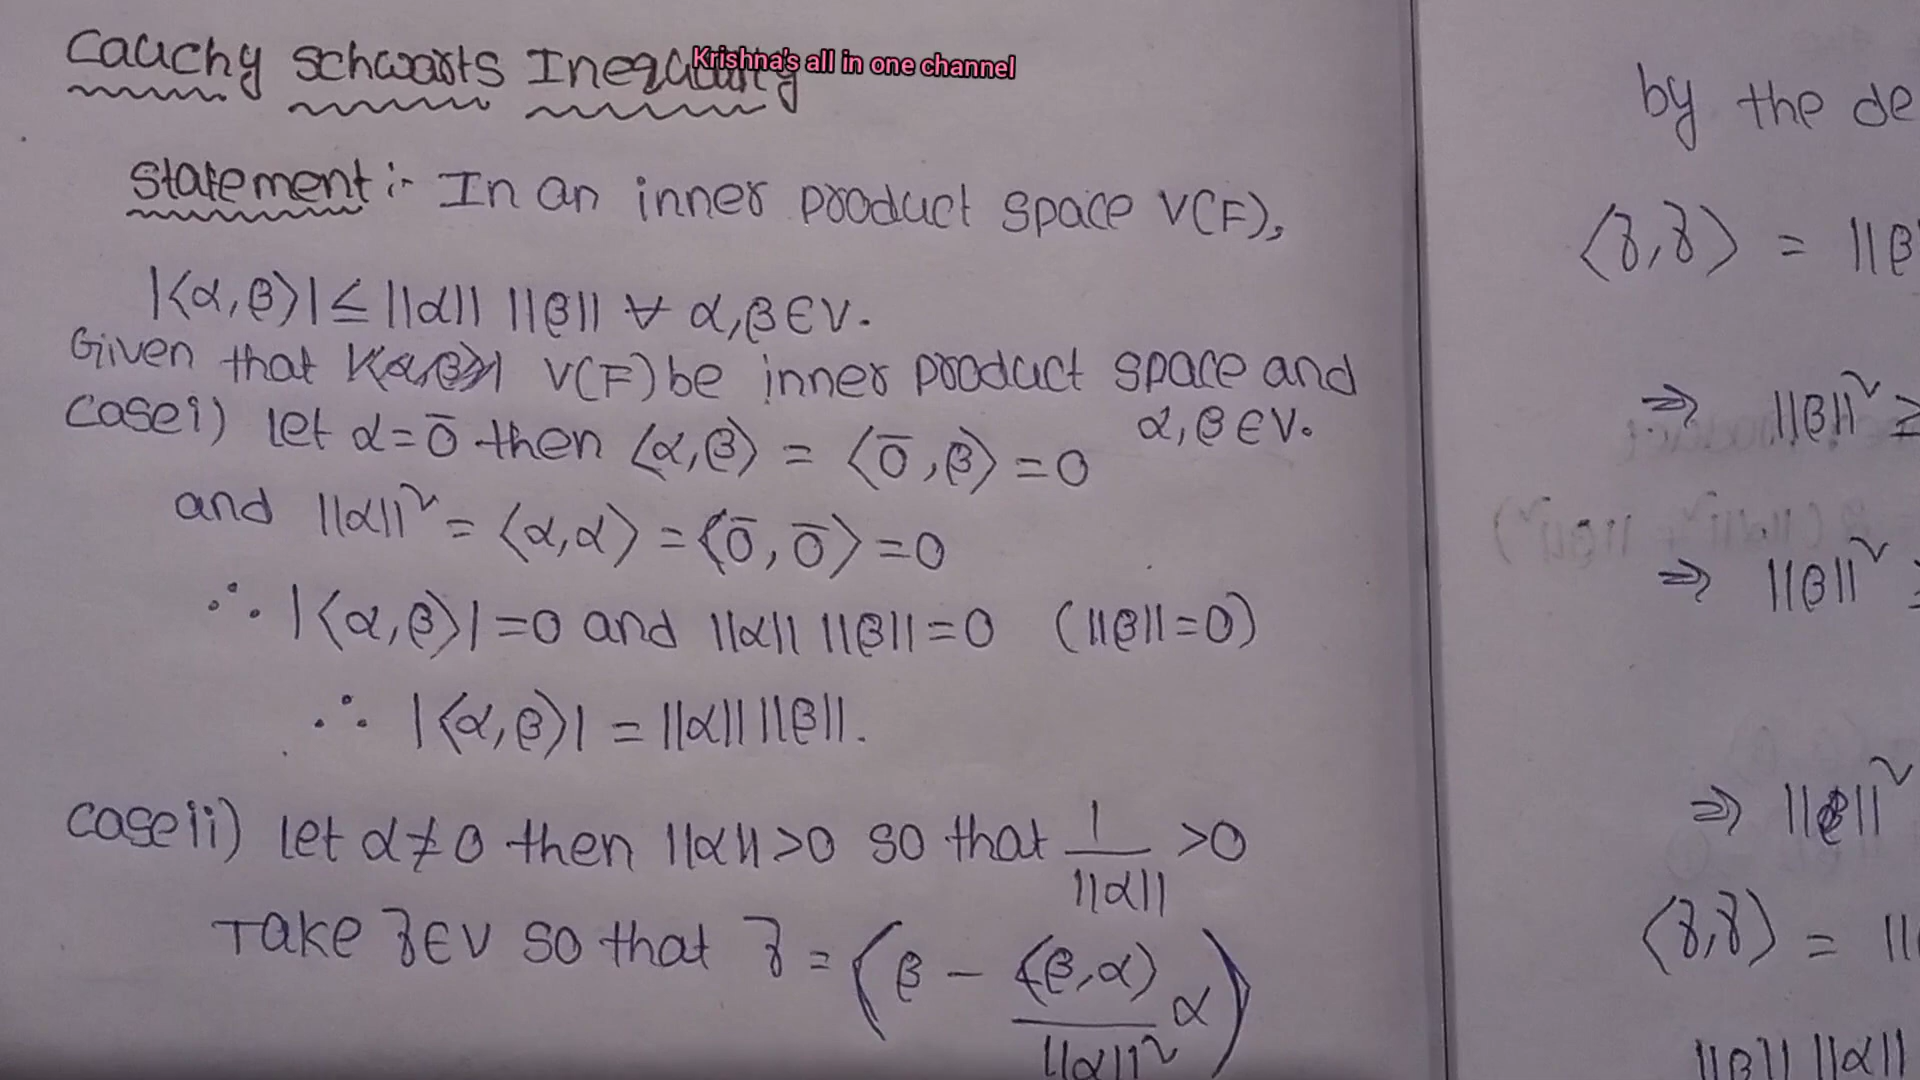 Cauchy Schwarts Inequality
Krishna's all in one channel
Statement :- In an inner product space V(F),
|⟨α,β⟩| ≤ ||α|| ||β|| ∀ α,β∈V.
Given that V(F) be inner product space and
α,β∈V.
case i) let α = 0̄ then ⟨α,β⟩ = ⟨0̄,β⟩ = 0
and ||α||² = ⟨α,α⟩ = ⟨0̄,0̄⟩ = 0
∴ |⟨α,β⟩| = 0 and ||α|| ||β|| = 0 (||β|| = 0)
∴ |⟨α,β⟩| = ||α|| ||β||.
case ii) let α ≠ 0 then ||α|| > 0 so that 1/||α|| > 0
Take γ∈V so that γ = (β - ⟨β,α⟩/||α||² α)
by the de
⟨γ,γ⟩ = ||β
⇒ ||β||² ≥
⇒ ||β||² ≥
⇒ ||β||²
⟨γ,γ⟩ = ||
||β|| ||α||